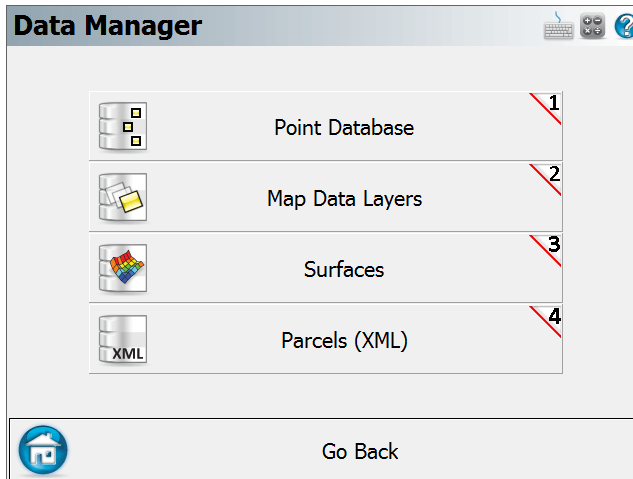 Data Manager
?
1
Point Database
2
Map Data Layers
3
Surfaces
4
XML
Parcels (XML)
Go Back